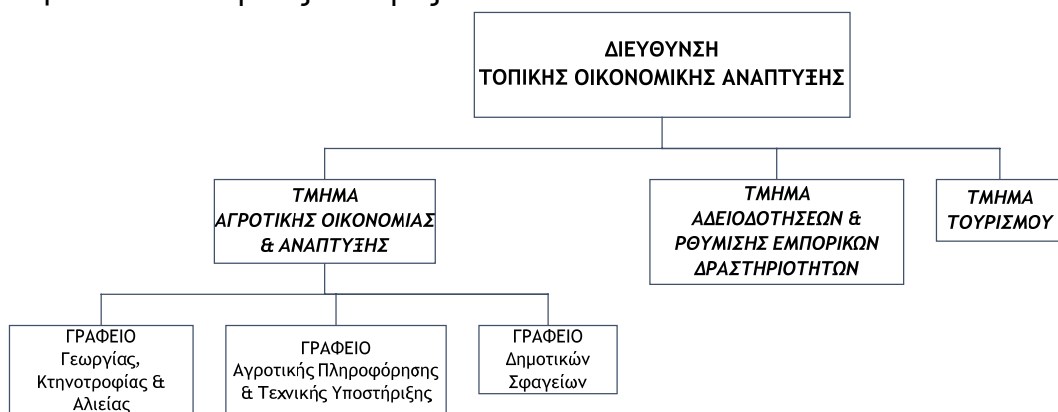 ΔΙΕΥΘΥΝΣΗ
ΤΟΠΙΚΗΣ ΟΙΚΟΝΟΜΙΚΗΣ ΑΝΑΠΤΥΞΗΣ
ΤΜΗΜΑ
ΑΓΡΟΤΙΚΗΣ ΟΙΚΟΝΟΜΙΑΣ
& ΑΝΑΠΤΥΞΗΣ
ΤΜΗΜΑ
ΑΔΕΙΟΔΟΤΗΣΕΩΝ &
ΡΘΥΜΙΣΗΣ ΕΜΠΟΡΙΚΩΝ
ΔΡΑΣΤΗΡΙΟΤΗΤΩΝ
ΤΜΗΜΑ
ΤΟΥΡΙΣΜΟΥ
ΓΡΑΦΕΙΟ
Γεωργίας,
Κτηνοτροφίας &
Αλιείας
ΓΡΑΦΕΙΟ
Αγροτικής Πληροφόρησης
& Τεχνικής Υποστήριξης
ΓΡΑΦΕΙΟ
Δημοτικών
Σφαγείων